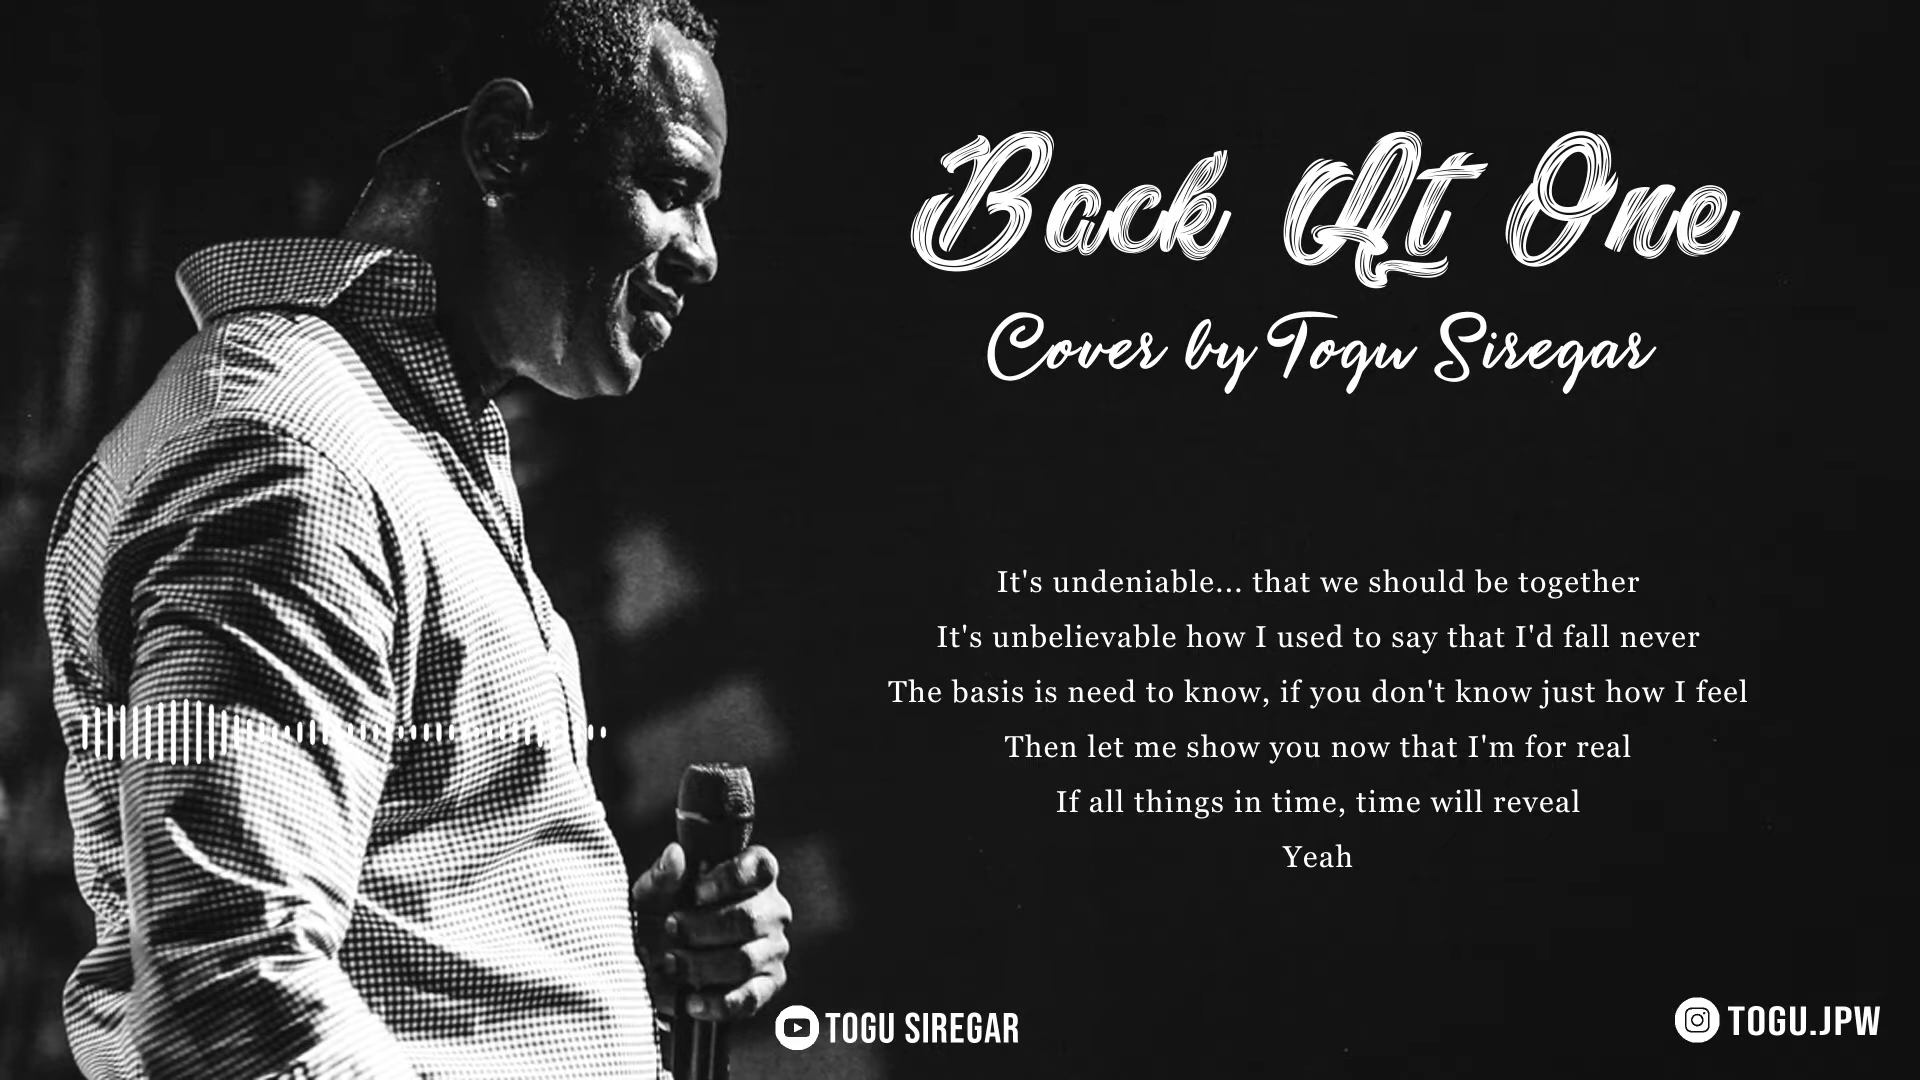 Back At One
Cover by Togu Siregar
It's undeniable... that we should be together
It's unbelievable how I used to say that I'd fall never
The basis is need to know, if you don't know just how I feel
Then let me show you now that I'm for real
If all things in time, time will reveal
Yeah
TOGU SIREGAR
TOGU.JPW